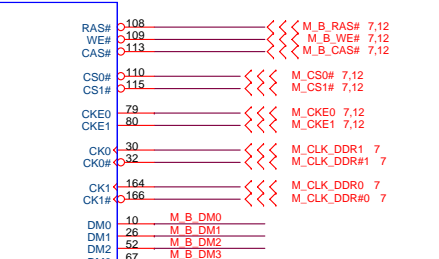 RAS# 108 M_B_RAS# 7,12
WE# 109 M_B_WE# 7,12
CAS# 113 M_B_CAS# 7,12
CS0# 110 M_CS0# 7,12
CS1# 115 M_CS1# 7,12
CKE0 79 M_CKE0 7,12
CKE1 80 M_CKE1 7,12
CK0 30 M_CLK_DDR1 7
CK0# 32 M_CLK_DDR#1 7
CK1 164 M_CLK_DDR0 7
CK1# 166 M_CLK_DDR#0 7
DM0 10 M_B_DM0
DM1 26 M_B_DM1
DM2 52 M_B_DM2
67 M_B_DM3